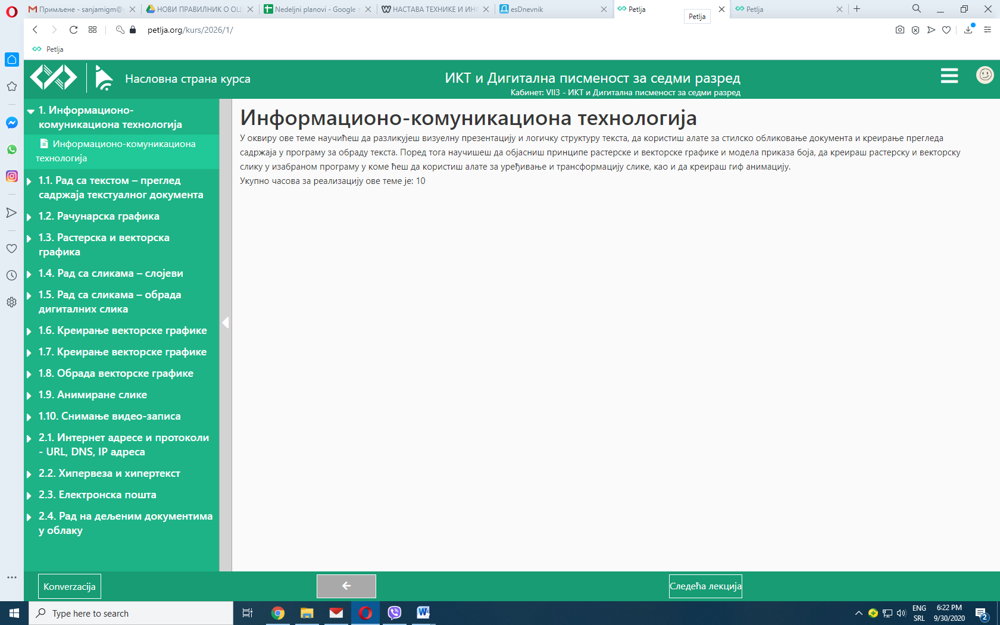 Примљене - sanjamigm@
НОВИ ПРАВИЛНИК О ОЦ
Nedeljni planovi - Google
НАСТАВА ТЕХНИКЕ И ИН
esDnevnik
Petlja
Petlja
Petlja
petlja.org/kurs/2026/1/
Petlja
Насловна страна курса
ИКТ и Дигитална писменост за седми разред
Кабинет: VII3 - ИКТ и Дигитална писменост за седми разред
1. Информационо-
комуникациона технологија
Информационо-комуникациона
технологија
1.1. Рад са текстом – преглед
садржаја текстуалног документа
1.2. Рачунарска графика
1.3. Растерска и векторска
графика
1.4. Рад са сликама – слојеви
1.5. Рад са сликама – обрада
дигиталних слика
1.6. Креирање векторске графике
1.7. Креирање векторске графике
1.8. Обрада векторске графике
1.9. Анимиране слике
1.10. Снимање видео-записа
2.1. Интернет адресе и протоколи
- URL, DNS, IP адреса
2.2. Хипервеза и хипертекст
2.3. Електронска пошта
2.4. Рад на дељеним документима
у облаку
Информационо-комуникациона технологија
У оквиру ове теме научићеш да разликујеш визуелну презентацију и логичку структуру текста, да користиш алате за стилско обликовање документа и креирање прегледа
садржаја у програму за обраду текста. Поред тога научишеш да објасниш принципе растерске и векторске графике и модела приказа боја, да креираш растерску и векторску
слику у изабраном програму у коме ћеш да користиш алате за уређивање и трансформацију слике, као и да креираш гиф анимацију.
Укупно часова за реализацију ове теме је: 10
Konverzacija
Следећа лекција
Type here to search
ENG
SRL
6:22 PM
9/30/2020
2